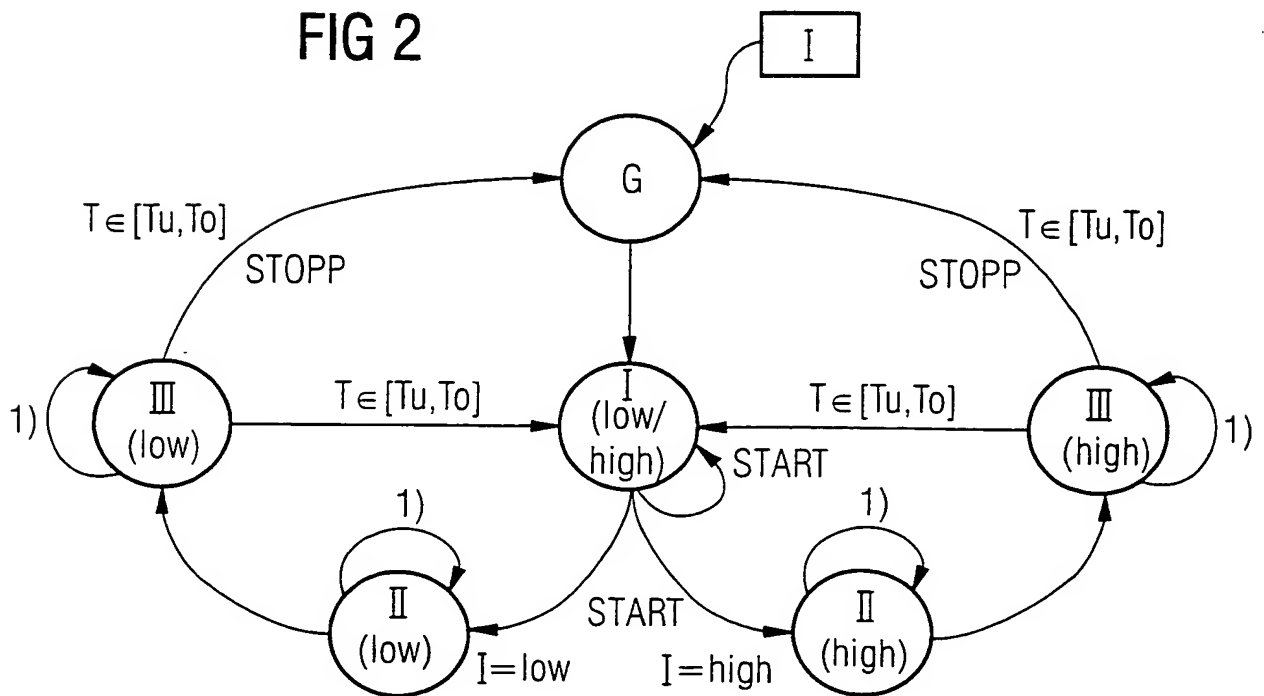 FIG 2
I
G
T∈[Tu,To]
STOPP
T∈[Tu,To]
STOPP
1)
III
(low)
T∈[Tu,To]
I
(low/
high)
T∈[Tu,To]
START
III
(high)
1)
1)
II
(low)
I=low
START
I=high
1)
II
(high)